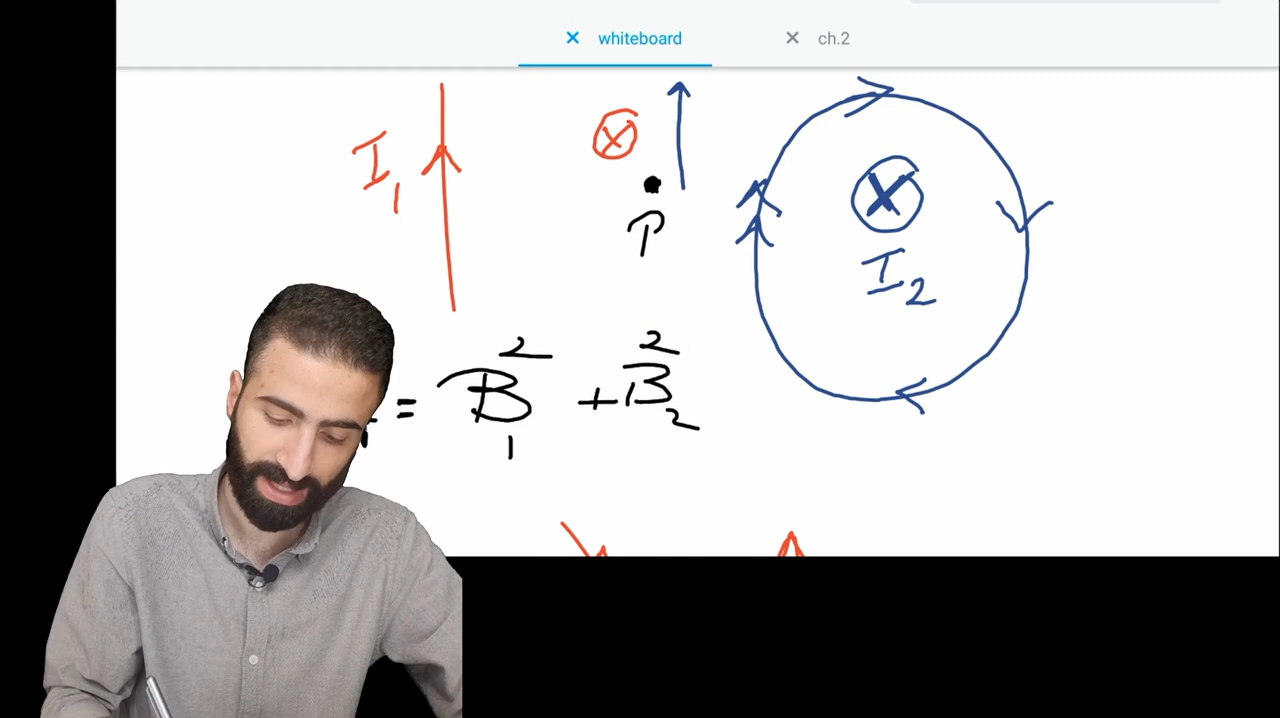 whiteboard
ch.2
I₁
P
I₂
= B₁² + B₂²